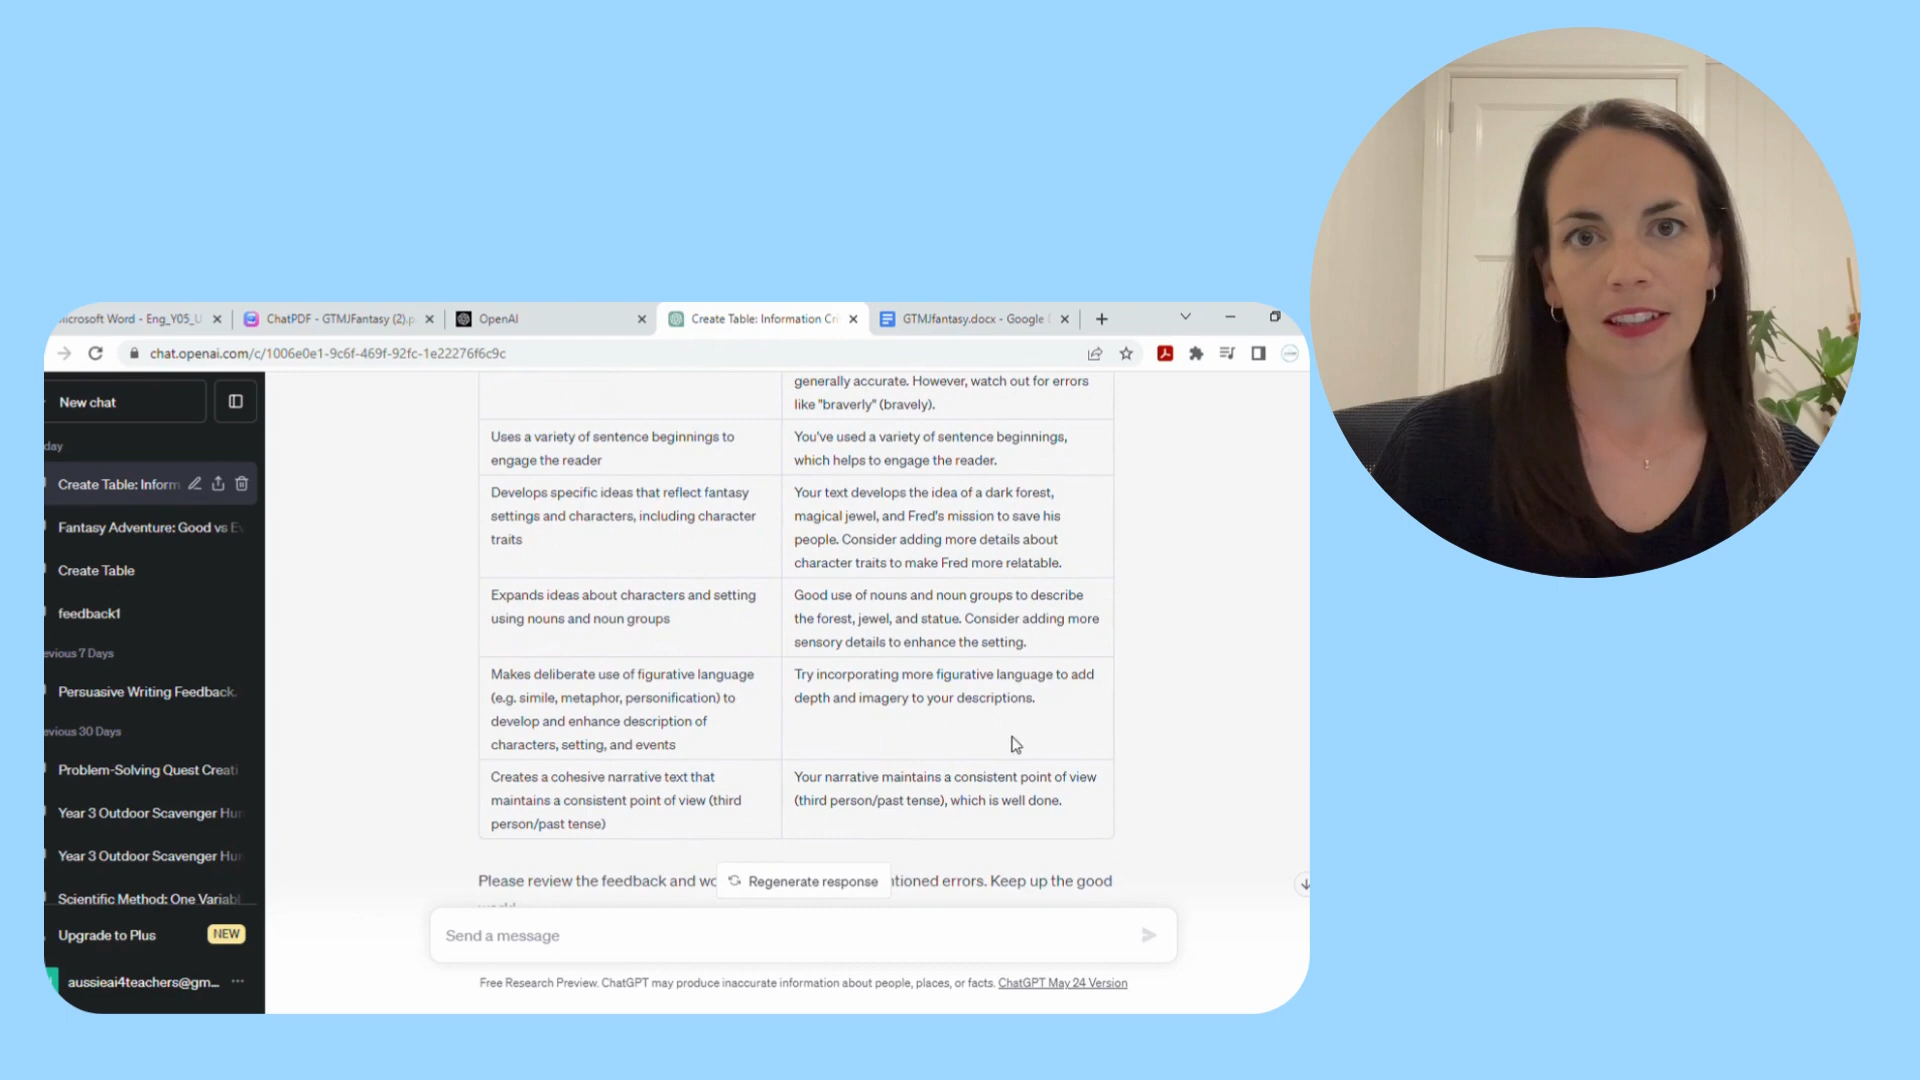 icrosoft Word - Eng_Y05_U
ChatPDF - GTMJFantasy (2).p
OpenAI
Create Table: Information Cr
GTMJfantasy.docx - Google
chat.openai.com/c/1006e0e1-9c6f-469f-92fc-1e22276f6c9c
New chat
day
Create Table: Inform
Fantasy Adventure: Good vs E
Create Table
feedback1
evious 7 Days
Persuasive Writing Feedback.
evious 30 Days
Problem-Solving Quest Creati
Year 3 Outdoor Scavenger Hun
Year 3 Outdoor Scavenger Hun
Scientific Method: One Variabl
Upgrade to Plus
NEW
aussieai4teachers@gm...
generally accurate. However, watch out for errors
like "braverly" (bravely).
Uses a variety of sentence beginnings to
engage the reader
You've used a variety of sentence beginnings,
which helps to engage the reader.
Develops specific ideas that reflect fantasy
settings and characters, including character
traits
Your text develops the idea of a dark forest,
magical jewel, and Fred's mission to save his
people. Consider adding more details about
character traits to make Fred more relatable.
Expands ideas about characters and setting
using nouns and noun groups
Good use of nouns and noun groups to describe
the forest, jewel, and statue. Consider adding more
sensory details to enhance the setting.
Makes deliberate use of figurative language
(e.g. simile, metaphor, personification) to
develop and enhance description of
characters, setting, and events
Try incorporating more figurative language to add
depth and imagery to your descriptions.
Creates a cohesive narrative text that
maintains a consistent point of view (third
person/past tense)
Your narrative maintains a consistent point of view
(third person/past tense), which is well done.
Please review the feedback and wo
Regenerate response
ntioned errors. Keep up the good
Send a message
Free Research Preview. ChatGPT may produce inaccurate information about people, places, or facts. ChatGPT May 24 Version